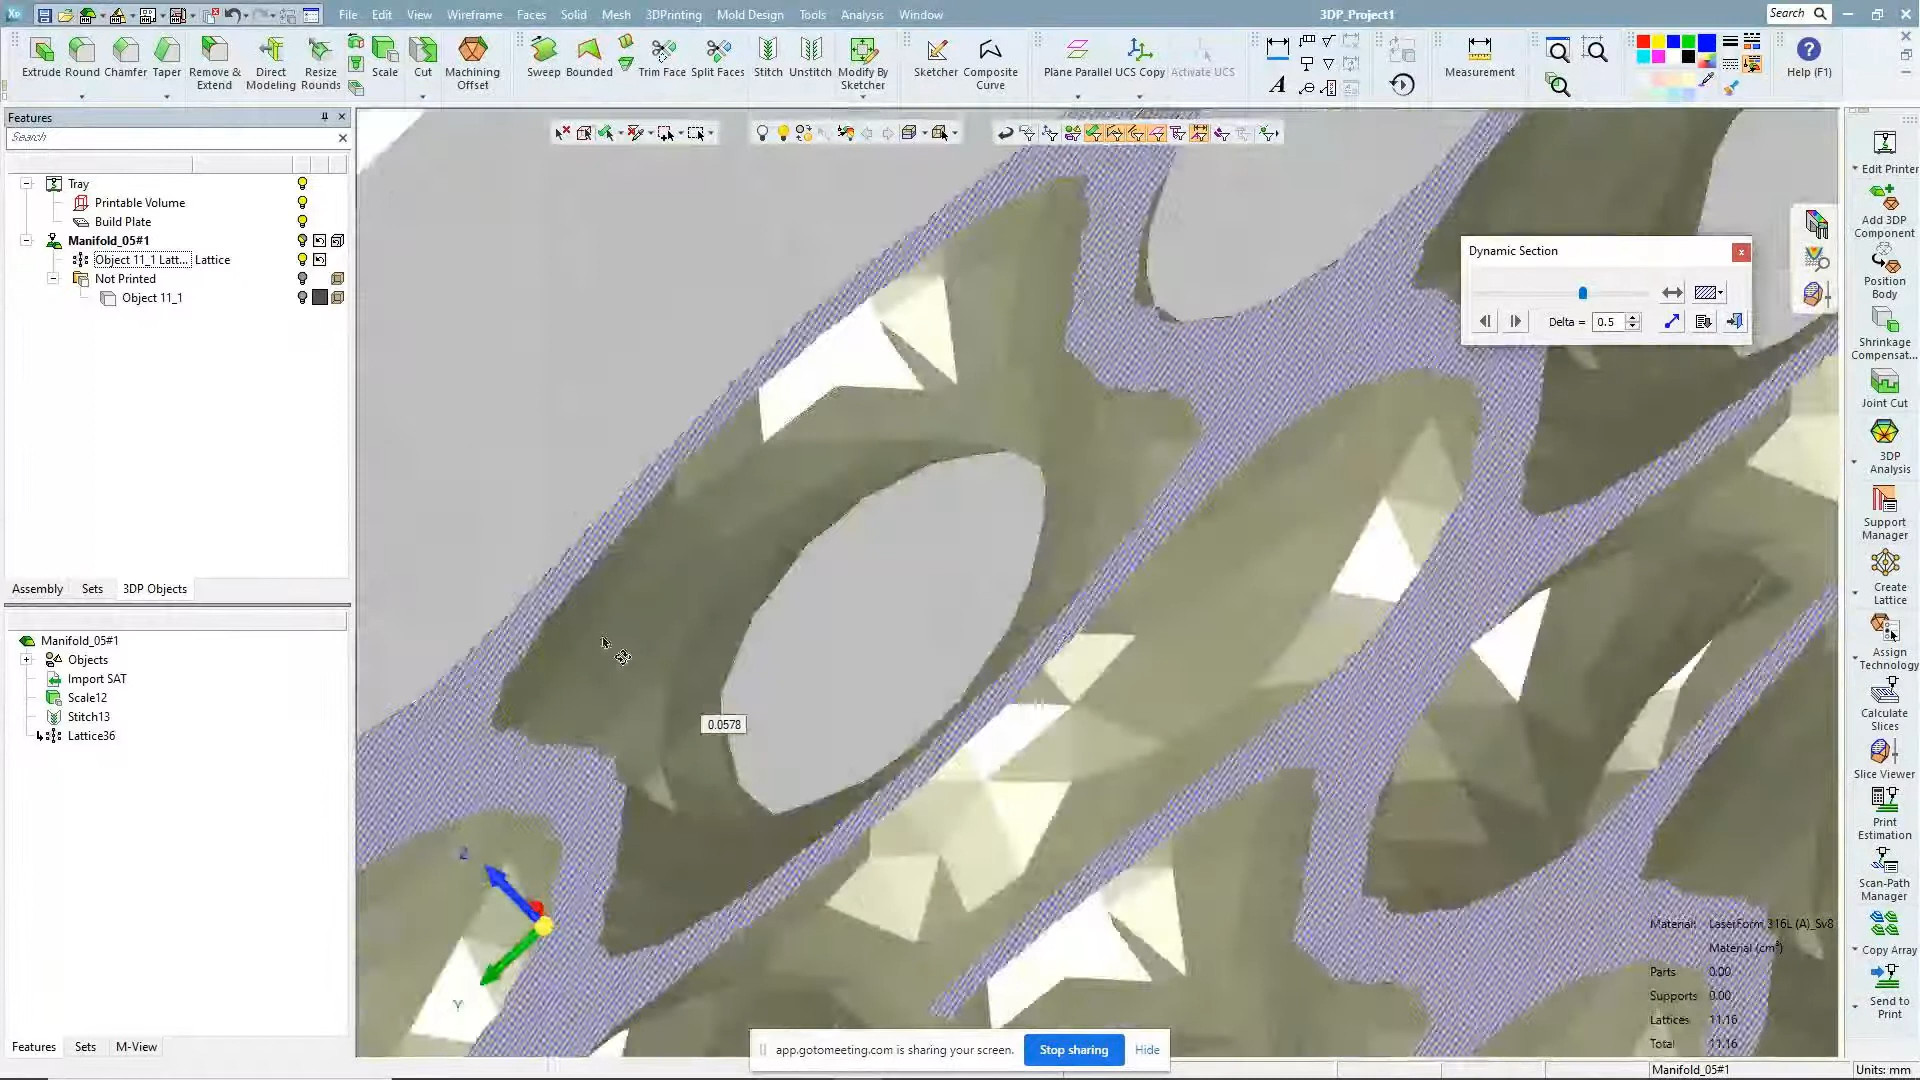 Xp
File Edit View Wireframe Faces Solid Mesh 3DPrinting Mold Design Tools Analysis Window
3DP_Project1
Search
Extrude Round Chamfer Taper Remove & Extend Direct Modeling Resize Rounds Scale Cut Machining Offset
Sweep Bounded Trim Face Split Faces Stitch Unstitch Modify By Sketcher
Sketcher Composite Curve
Plane Parallel UCS Copy Activate UCS
A
Measurement
Help (F1)
Features
Search
Tray
Printable Volume
Build Plate
Manifold_05#1
Object 11_1 Latt... Lattice
Not Printed
Object 11_1
Assembly Sets 3DP Objects
Manifold_05#1
Objects
Import SAT
Scale12
Stitch13
Lattice36
Features Sets M-View
Dynamic Section
Delta = 0.5
0.0578
Z
Y
Material: LaserForm 316L (A)_Sv8
Material (cm³)
Parts 0.00
Supports 0.00
Lattices 11.16
Total 11.16
app.gotomeeting.com is sharing your screen. Stop sharing Hide
Edit Printer
Add 3DP
Component
Position
Body
Shrinkage
Compensat...
Joint Cut
3DP
Analysis
Support
Manager
Create
Lattice
Assign
Technology
Calculate
Slices
Slice Viewer
Print
Estimation
Scan-Path
Manager
Copy Array
Send to
Print
Manifold_05#1 Units: mm